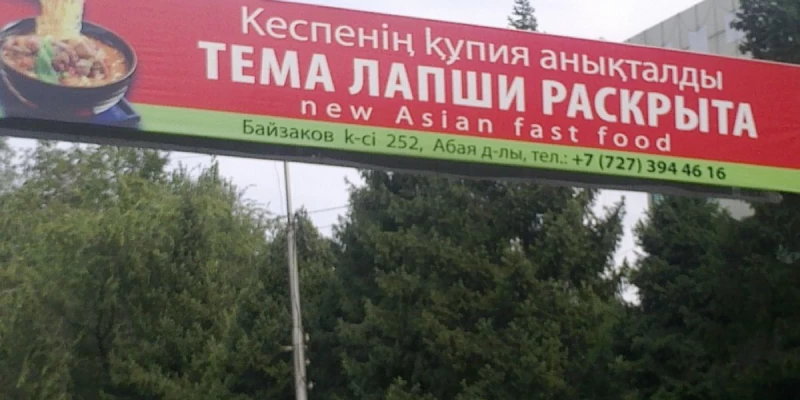 Кеспенің құпия анықталды
ТЕМА ЛАПШИ РАСКРЫТА
new Asian fast food
Байзаков к-сі 252, Абая д-лы, тел.: +7 (727) 394 46 16